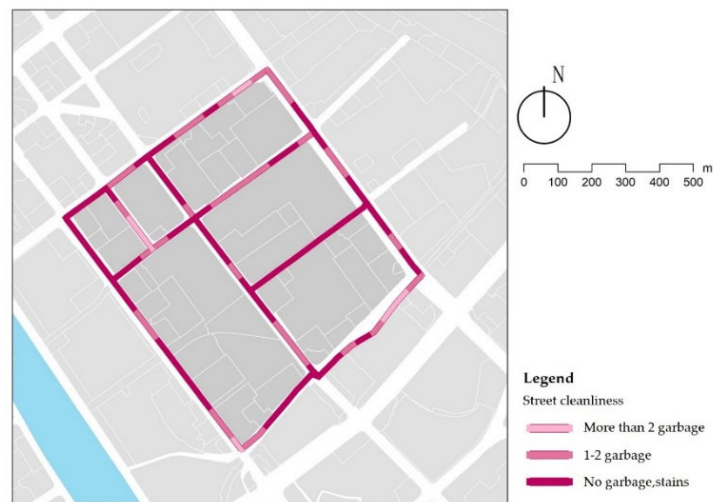 N
0 100 200 300 400 500 m
Legend
Street cleanliness
More than 2 garbage
1-2 garbage
No garbage,stains